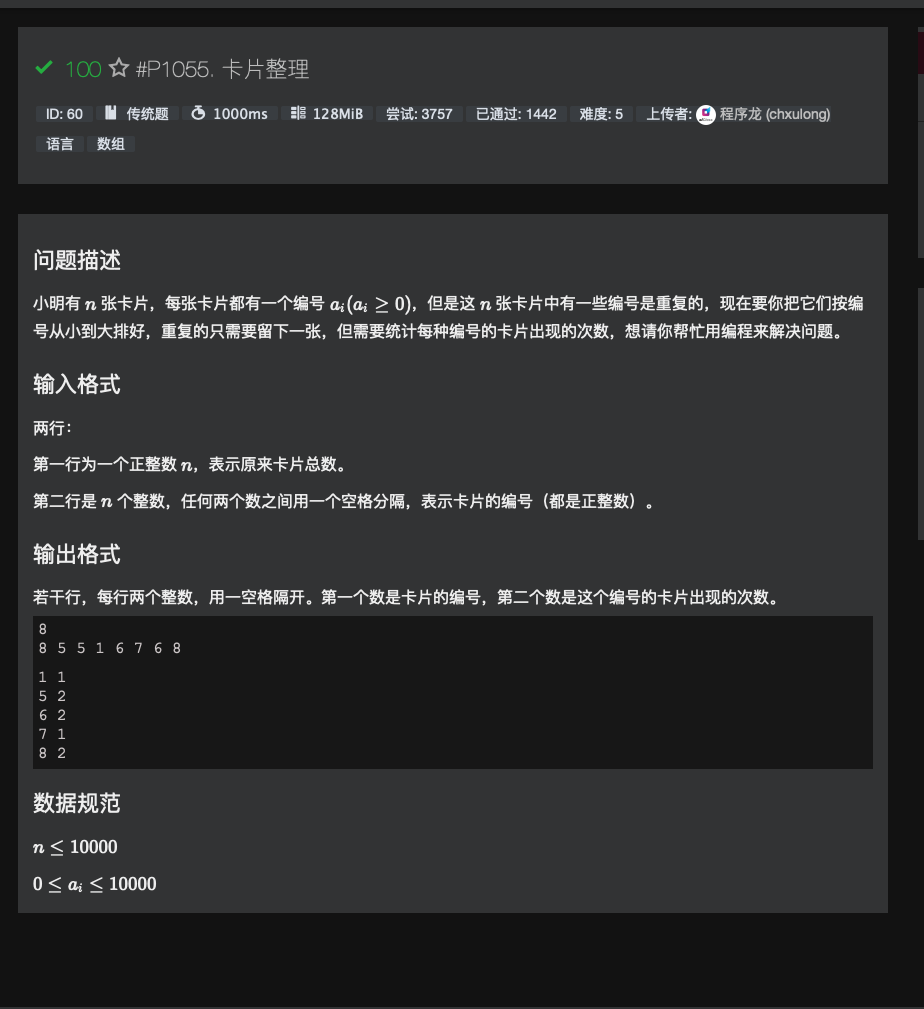 100 #P1055. 卡片整理
ID: 60 传统题 1000ms 128MiB 尝试: 3757 已通过: 1442 难度: 5 上传者: 程序龙 (chxulong)
语言 数组
问题描述
小明有 n 张卡片，每张卡片都有一个编号 aᵢ(aᵢ ≥ 0)，但是这 n 张卡片中有一些编号是重复的，现在要你把它们按编
号从小到大排好，重复的只需要留下一张，但需要统计每种编号的卡片出现的次数，想请你帮忙用编程来解决问题。
输入格式
两行：
第一行为一个正整数 n，表示原来卡片总数。
第二行是 n 个整数，任何两个数之间用一个空格分隔，表示卡片的编号（都是正整数）。
输出格式
若干行，每行两个整数，用一空格隔开。第一个数是卡片的编号，第二个数是这个编号的卡片出现的次数。
8
8 5 5 1 6 7 6 8
1 1
5 2
6 2
7 1
8 2
数据规范
n ≤ 10000
0 ≤ aᵢ ≤ 10000